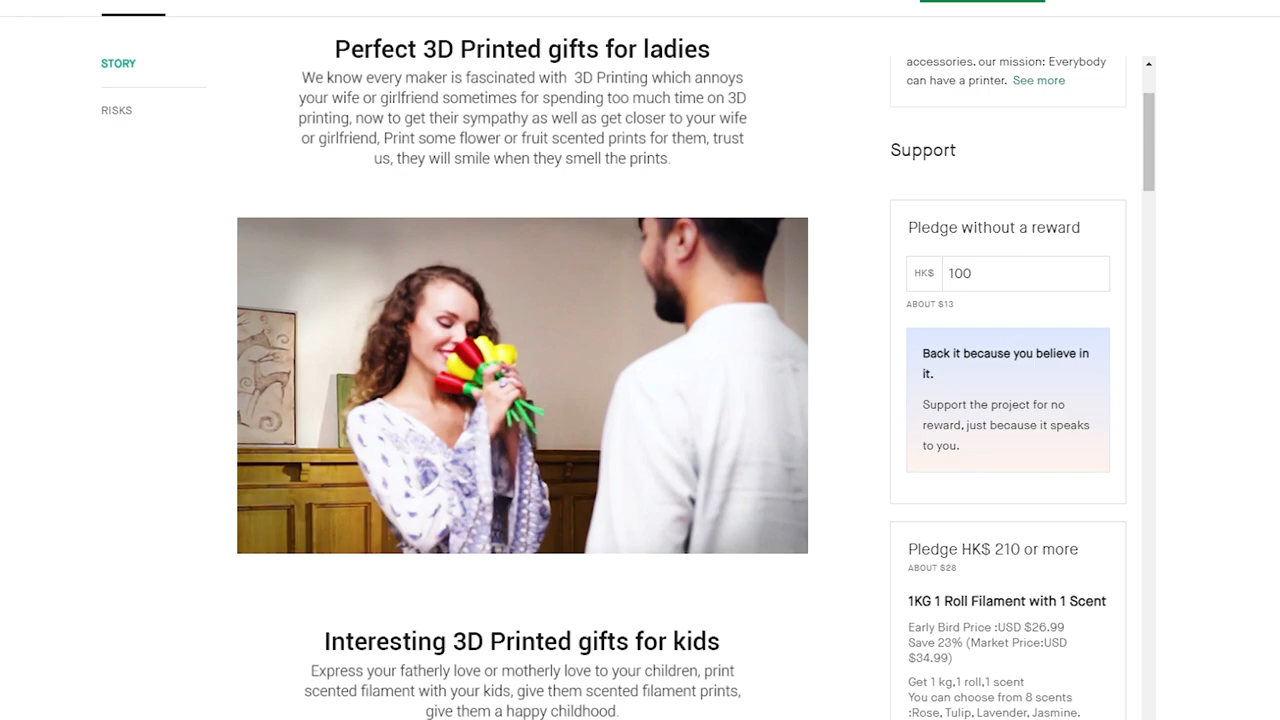 STORY
RISKS
Perfect 3D Printed gifts for ladies
We know every maker is fascinated with 3D Printing which annoys
your wife or girlfriend sometimes for spending too much time on 3D
printing, now to get their sympathy as well as get closer to your wife
or girlfriend, Print some flower or fruit scented prints for them, trust
us, they will smile when they smell the prints.
Interesting 3D Printed gifts for kids
Express your fatherly love or motherly love to your children, print
scented filament with your kids, give them scented filament prints,
give them a happy childhood.
accessories. our mission: Everybody
can have a printer. See more
Support
Pledge without a reward
HK$ 100
ABOUT $13
Back it because you believe in
it.
Support the project for no
reward, just because it speaks
to you.
Pledge HK$ 210 or more
ABOUT $28
1KG 1 Roll Filament with 1 Scent
Early Bird Price :USD $26.99
Save 23% (Market Price:USD
$34.99)
Get 1 kg,1 roll,1 scent
You can choose from 8 scents
:Rose, Tulip, Lavender, Jasmine.